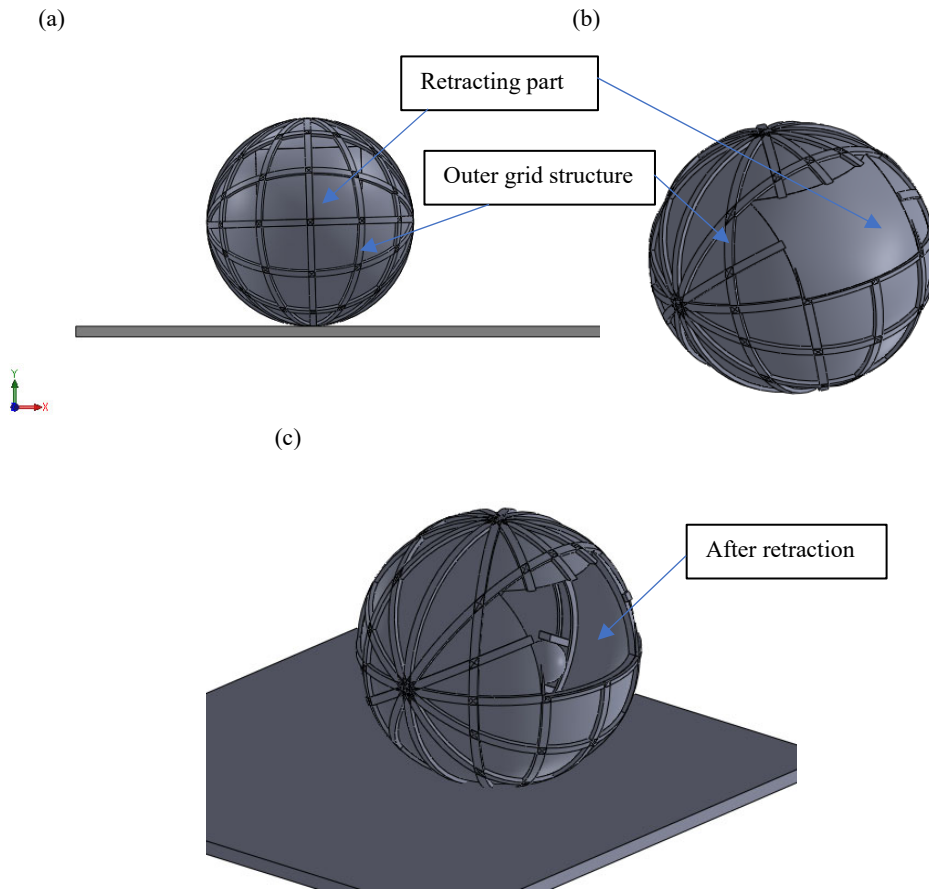 (a)
(b)
Retracting part
Outer grid structure
Y
X
(c)
After retraction